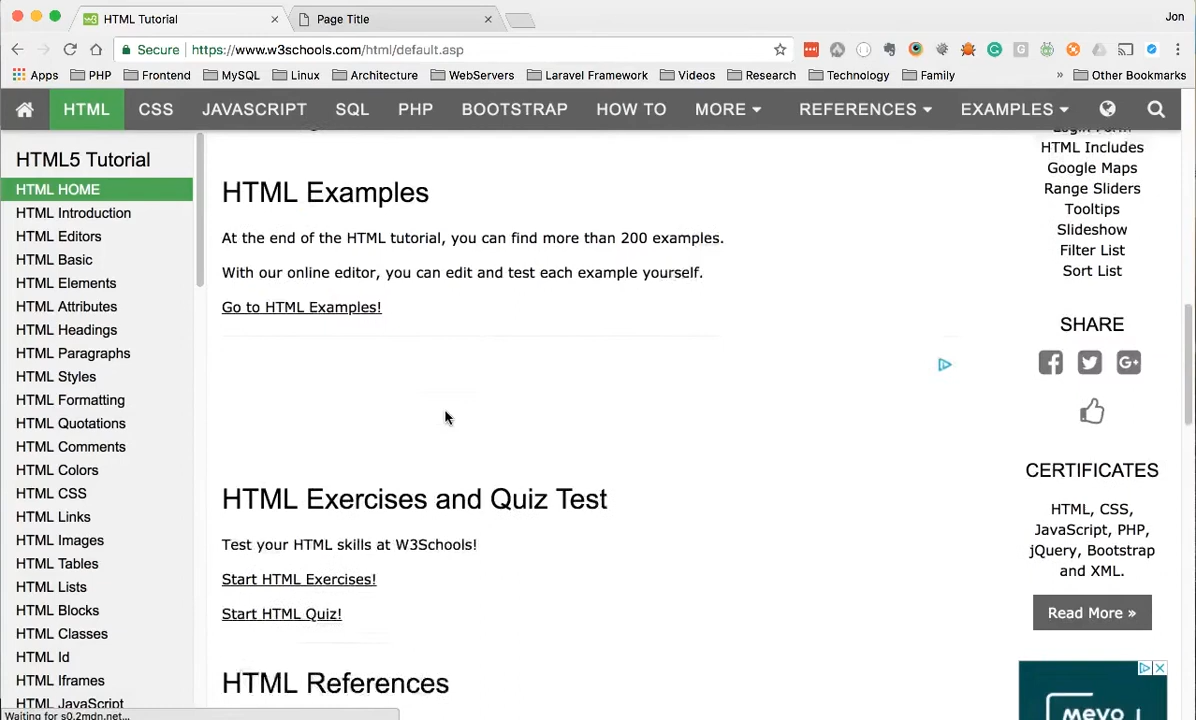 HTML Tutorial
Page Title
Jon
Secure
https://www.w3schools.com/html/default.asp
Apps PHP Frontend MySQL Linux Architecture WebServers Laravel Framework Videos Research Technology Family » Other Bookmarks
HTML CSS JAVASCRIPT SQL PHP BOOTSTRAP HOW TO MORE REFERENCES EXAMPLES
HTML5 Tutorial
HTML HOME
HTML Introduction
HTML Editors
HTML Basic
HTML Elements
HTML Attributes
HTML Headings
HTML Paragraphs
HTML Styles
HTML Formatting
HTML Quotations
HTML Comments
HTML Colors
HTML CSS
HTML Links
HTML Images
HTML Tables
HTML Lists
HTML Blocks
HTML Classes
HTML Id
HTML Iframes
HTML JavaScript
HTML Examples
At the end of the HTML tutorial, you can find more than 200 examples.
With our online editor, you can edit and test each example yourself.
Go to HTML Examples!
HTML Exercises and Quiz Test
Test your HTML skills at W3Schools!
Start HTML Exercises!
Start HTML Quiz!
HTML References
Login Form
HTML Includes
Google Maps
Range Sliders
Tooltips
Slideshow
Filter List
Sort List
SHARE
CERTIFICATES
HTML, CSS,
JavaScript, PHP,
jQuery, Bootstrap
and XML.
Read More »
mevo
Waiting for s0.2mdn.net...